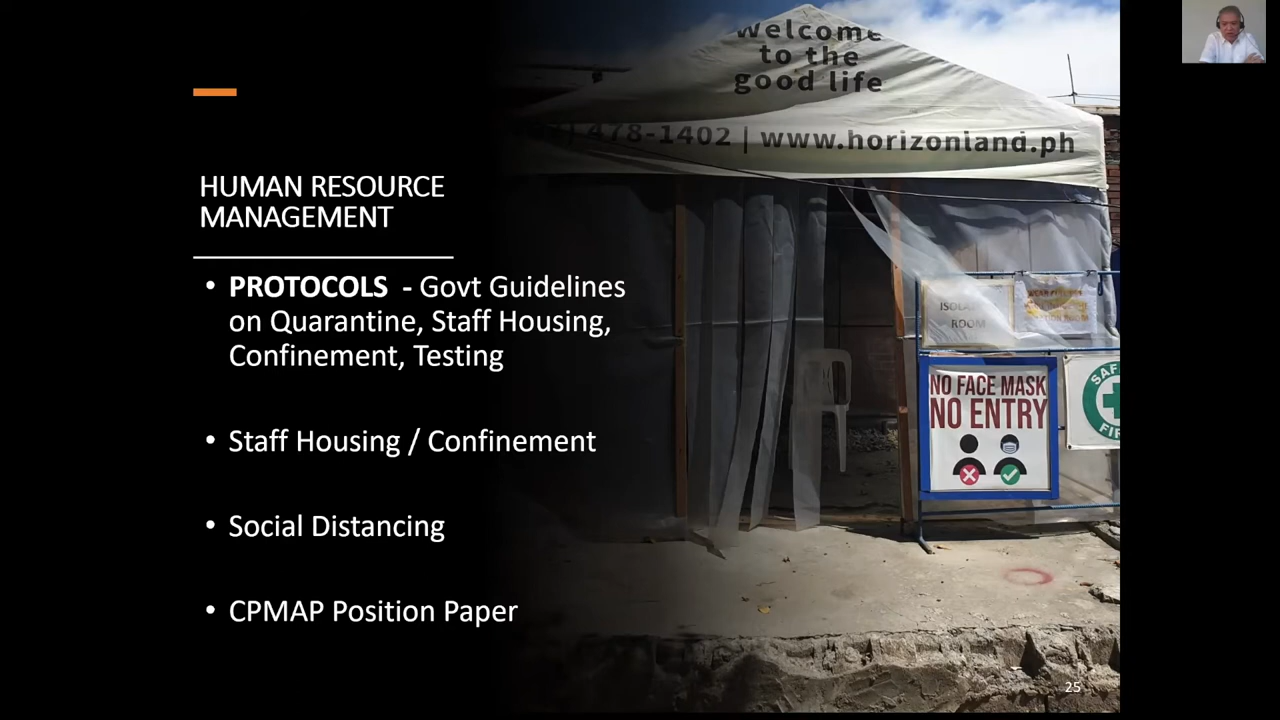 HUMAN RESOURCE
MANAGEMENT
• PROTOCOLS - Govt Guidelines
on Quarantine, Staff Housing,
Confinement, Testing
• Staff Housing / Confinement
• Social Distancing
• CPMAP Position Paper
welcome
to the
good life
478-1402 | www.horizonland.ph
ROOM
NO FACE MASK
NO ENTRY
25